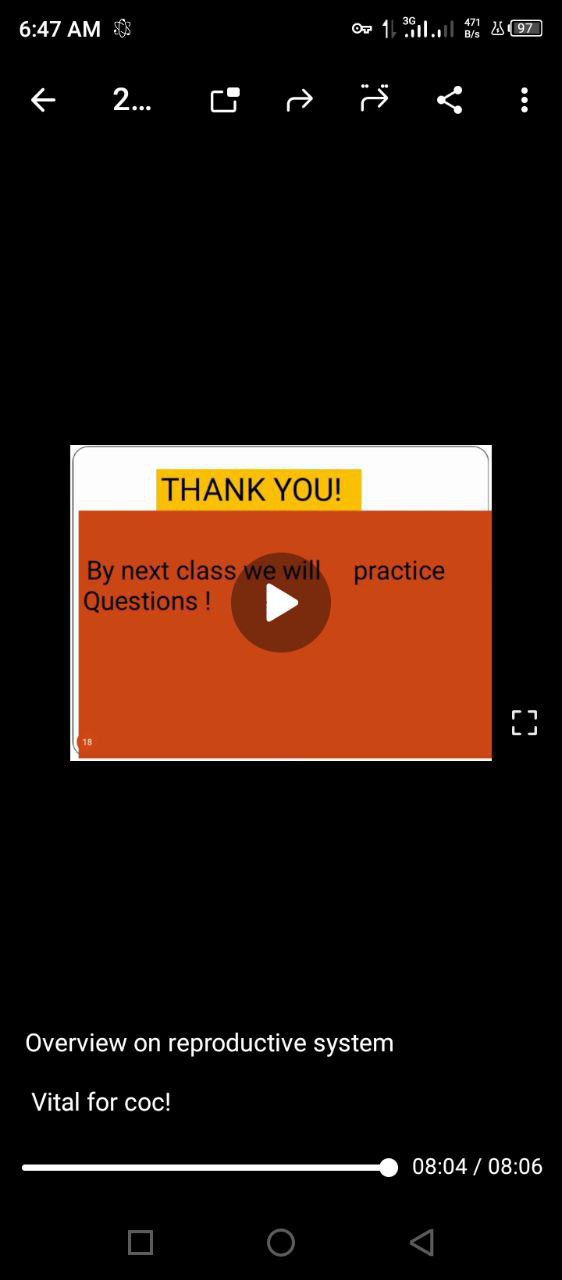 6:47 AM
3G
471
B/s
97
2...
THANK YOU!
By next class we will practice
Questions !
18
Overview on reproductive system
Vital for coc!
08:04 / 08:06